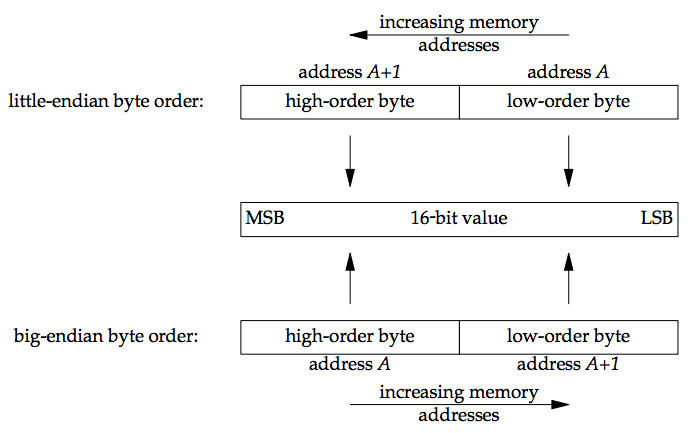 increasing memory
addresses
address A+1 address A
little-endian byte order: high-order byte low-order byte
MSB 16-bit value LSB
big-endian byte order: high-order byte low-order byte
address A address A+1
increasing memory
addresses